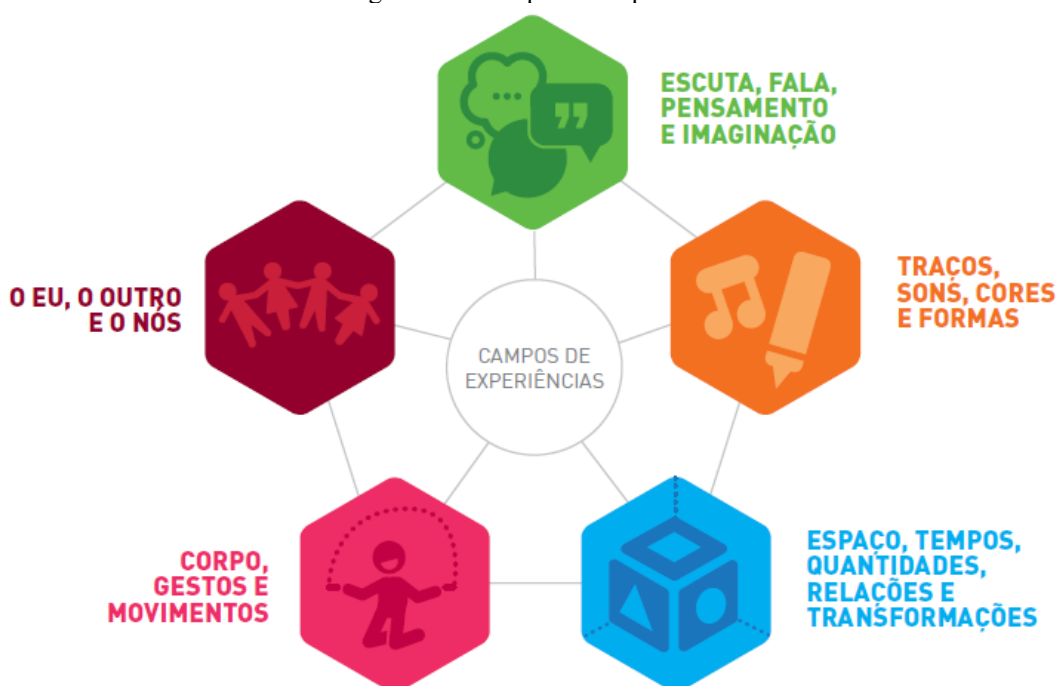 ESCUTA, FALA,
PENSAMENTO
E IMAGINAÇÃO
O EU, O OUTRO
E O NÓS
TRAÇOS,
SONS, CORES
E FORMAS
CAMPOS DE
EXPERIÊNCIAS
CORPO,
GESTOS E
MOVIMENTOS
ESPAÇO, TEMPOS,
QUANTIDADES,
RELAÇÕES E
TRANSFORMAÇÕES